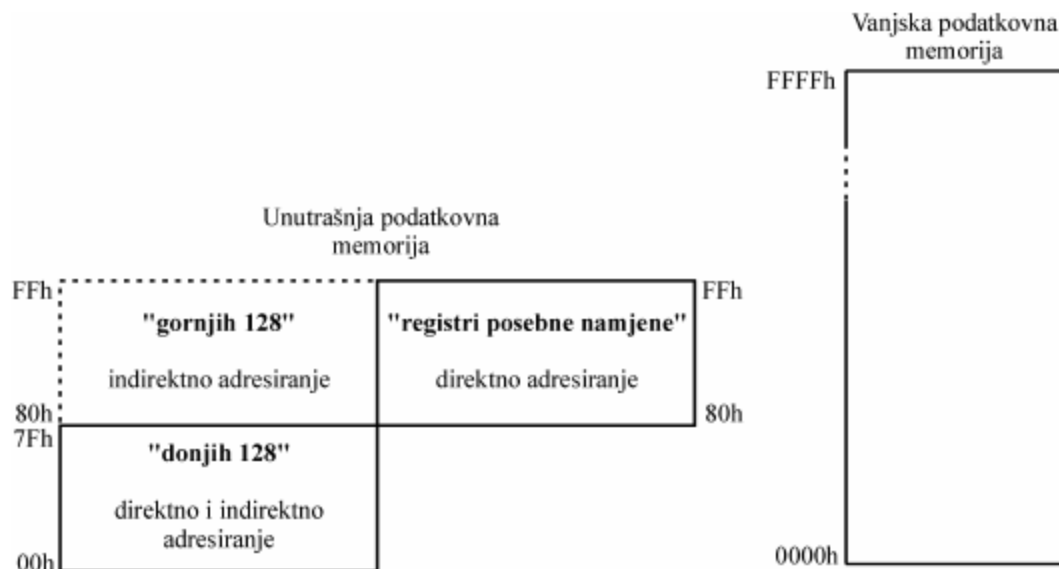 Vanjska podatkovna
memorija
FFFFh
Unutrašnja podatkovna
memorija
FFh
FFh
"gornjih 128"
"registri posebne namjene"
indirektno adresiranje
direktno adresiranje
80h
80h
7Fh
"donjih 128"
direktno i indirektno
adresiranje
00h
0000h